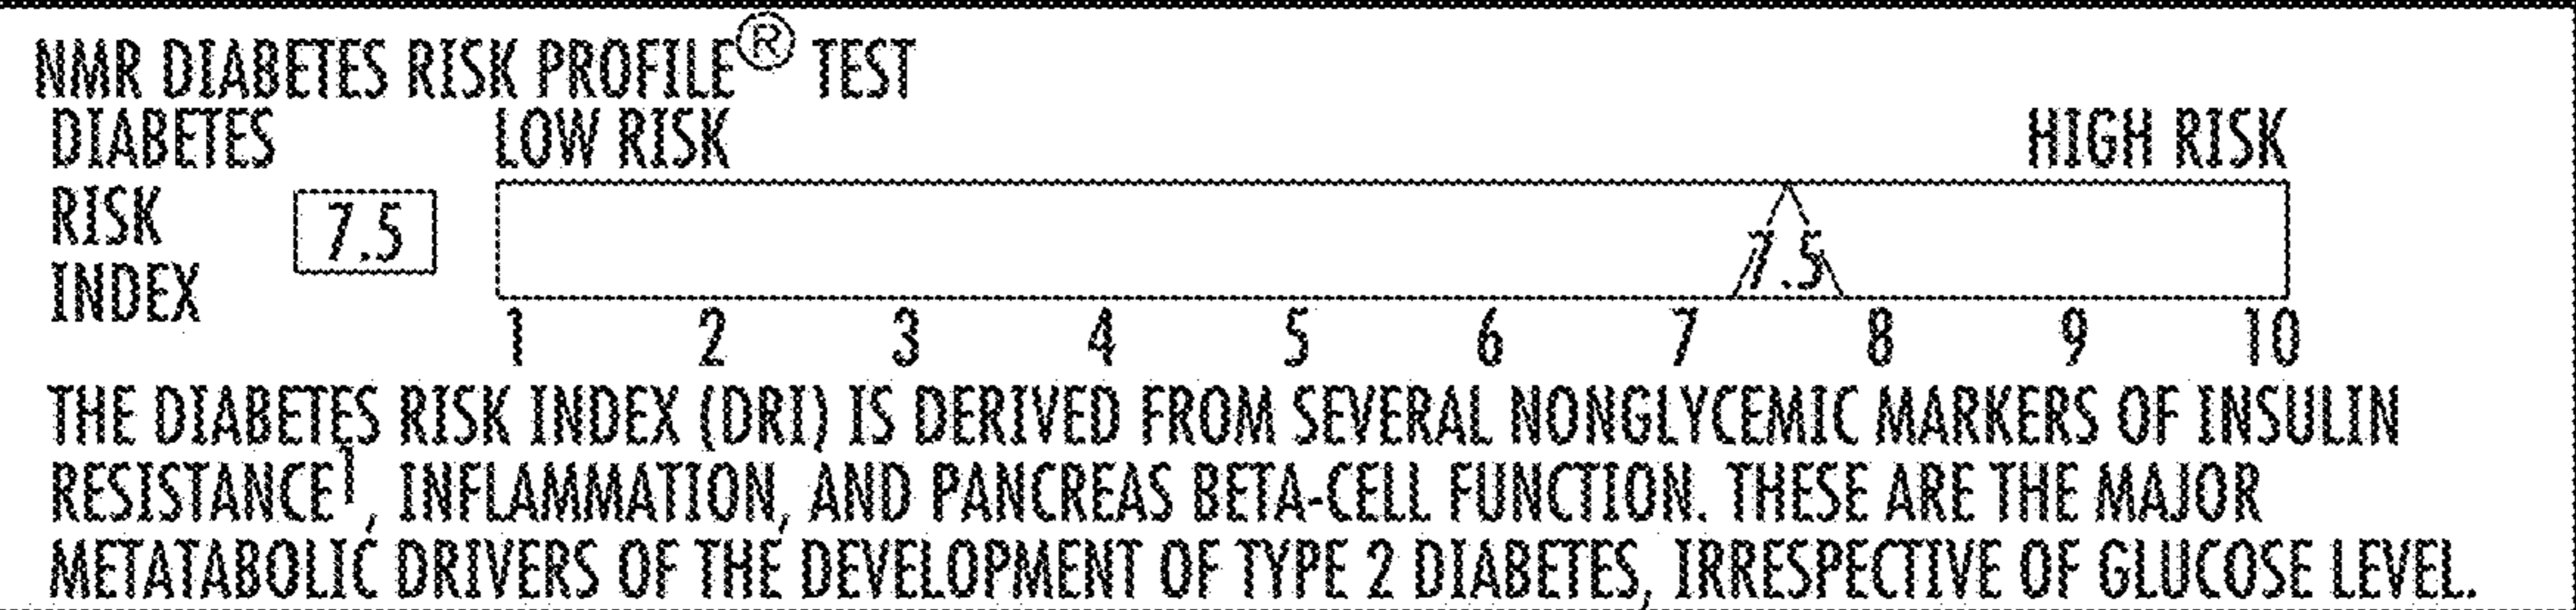 NMR DIABETES RISK PROFILE® TEST
DIABETES LOW RISK HIGH RISK
RISK 7.5
INDEX 7.5
1 2 3 4 5 6 7 8 9 10
THE DIABETES RISK INDEX (DRI) IS DERIVED FROM SEVERAL NONGLYCEMIC MARKERS OF INSULIN
RESISTANCE¹, INFLAMMATION, AND PANCREAS BETA-CELL FUNCTION. THESE ARE THE MAJOR
METATABOLIC DRIVERS OF THE DEVELOPMENT OF TYPE 2 DIABETES, IRRESPECTIVE OF GLUCOSE LEVEL.